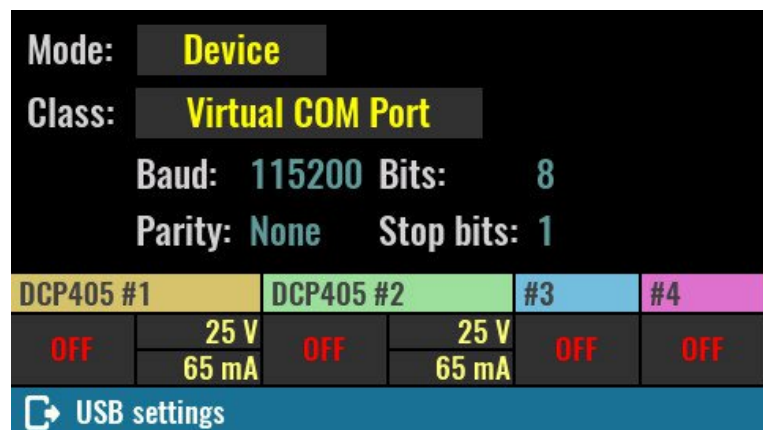 Mode: Device
Class: Virtual COM Port
Baud: 115200 Bits: 8
Parity: None Stop bits: 1
DCP405 #1 DCP405 #2 #3 #4
OFF 25 V OFF 25 V OFF OFF
65 mA 65 mA
USB settings